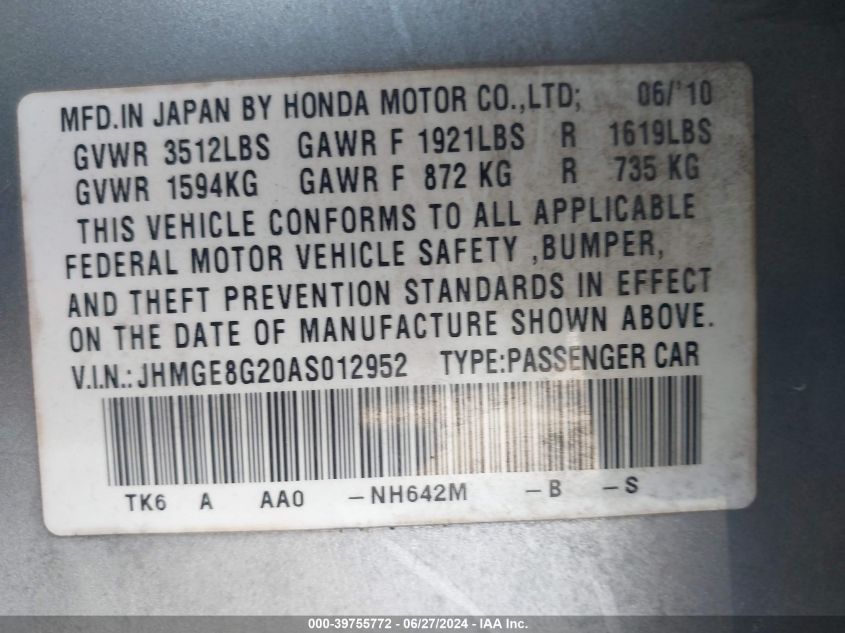 MFD.IN JAPAN BY HONDA MOTOR CO.,LTD; 06/'10
GVWR 3512LBS GAWR F 1921LBS R 1619LBS
GVWR 1594KG GAWR F 872 KG R 735 KG
THIS VEHICLE CONFORMS TO ALL APPLICABLE
FEDERAL MOTOR VEHICLE SAFETY ,BUMPER,
AND THEFT PREVENTION STANDARDS IN EFFECT
ON THE DATE OF MANUFACTURE SHOWN ABOVE.
V.I.N.:JHMGE8G20AS012952 TYPE:PASSENGER CAR
TK6 A AA0 -NH642M -B -S
000-39755772 - 06/27/2024 - IAA Inc.